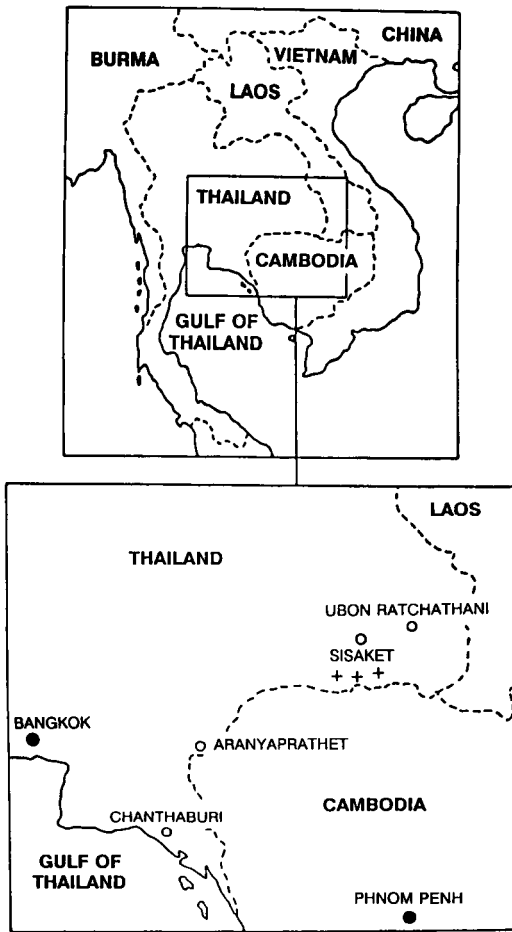 CHINA
BURMA
VIETNAM
LAOS
THAILAND
CAMBODIA
GULF OF
THAILAND
LAOS
THAILAND
UBON RATCHATHANI
SISAKET
BANGKOK
ARANYAPRATHET
CHANTHABURI
CAMBODIA
GULF OF
THAILAND
PHNOM PENH